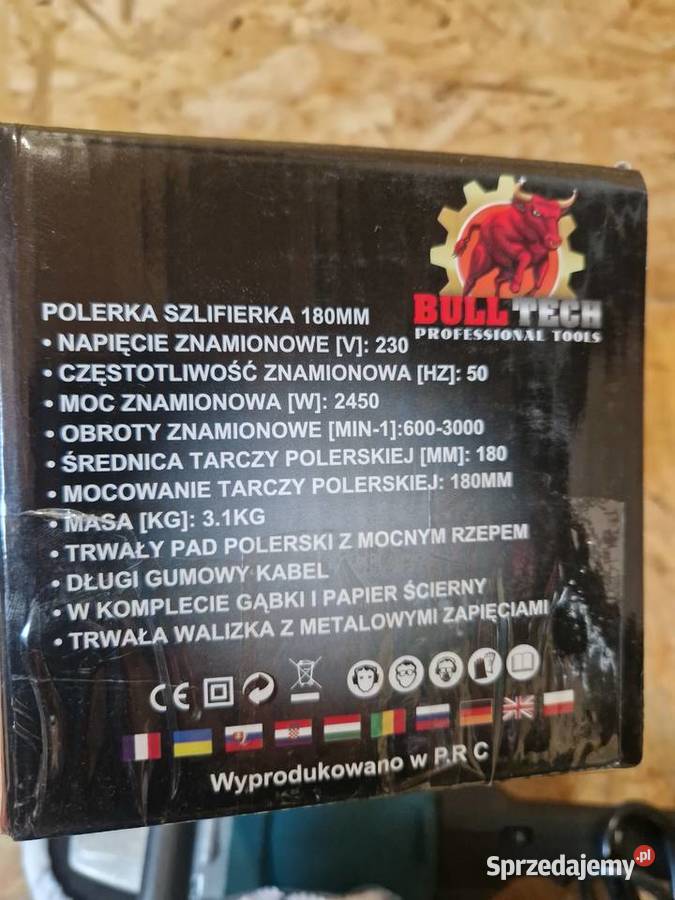 BULL TECH
PROFESSIONAL TOOLS
POLERKA SZLIFIERKA 180MM
• NAPIĘCIE ZNAMIONOWE [V]: 230
• CZĘSTOTLIWOŚĆ ZNAMIONOWA [HZ]: 50
• MOC ZNAMIONOWA [W]: 2450
• OBROTY ZNAMIONOWE [MIN-1]:600-3000
• ŚREDNICA TARCZY POLERSKIEJ [MM]: 180
• MOCOWANIE TARCZY POLERSKIEJ: 180MM
• MASA [KG]: 3.1KG
• TRWAŁY PAD POLERSKI Z MOCNYM RZEPEM
• DŁUGI GUMOWY KABEL
• W KOMPLECIE GĄBKI I PAPIER ŚCIERNY
• TRWAŁA WALIZKA Z METALOWYMI ZAPIĘCIAMI
CE
Wyprodukowano w P.R C
Sprzedajemy.pl